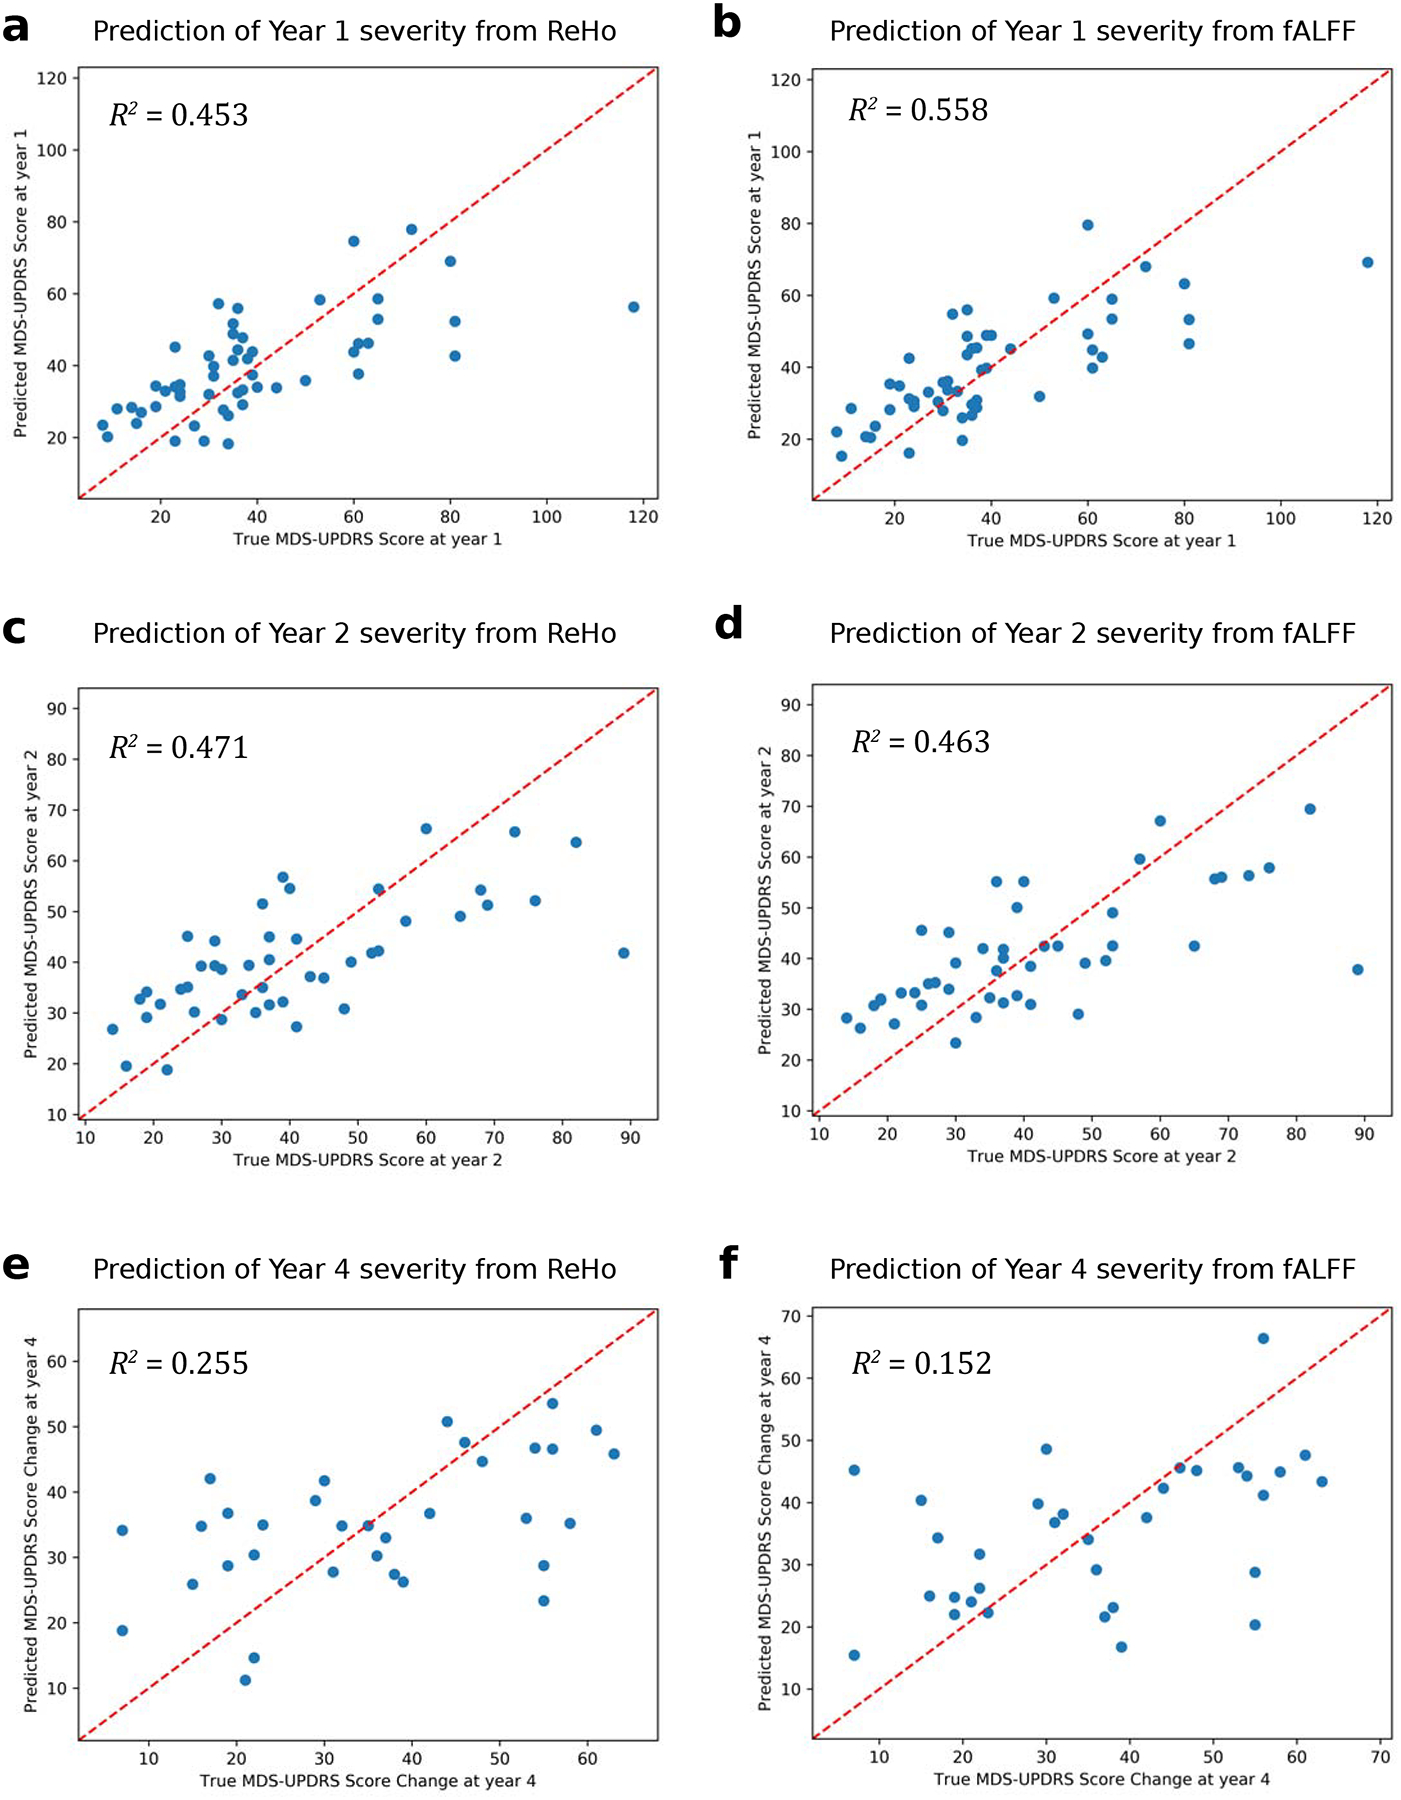 a
Prediction of Year 1 severity from ReHo
R² = 0.453
Predicted MDS-UPDRS Score at year 1
120
100
80
60
40
20
20 40 60 80 100 120
True MDS-UPDRS Score at year 1
b
Prediction of Year 1 severity from fALFF
R² = 0.558
Predicted MDS-UPDRS Score at year 1
120
100
80
60
40
20
20 40 60 80 100 120
True MDS-UPDRS Score at year 1
c
Prediction of Year 2 severity from ReHo
R² = 0.471
Predicted MDS-UPDRS Score at year 2
90
80
70
60
50
40
30
20
10
10 20 30 40 50 60 70 80 90
True MDS-UPDRS Score at year 2
d
Prediction of Year 2 severity from fALFF
R² = 0.463
Predicted MDS-UPDRS Score at year 2
90
80
70
60
50
40
30
20
10
10 20 30 40 50 60 70 80 90
True MDS-UPDRS Score at year 2
e
Prediction of Year 4 severity from ReHo
R² = 0.255
Predicted MDS-UPDRS Score Change at year 4
60
50
40
30
20
10
10 20 30 40 50 60
True MDS-UPDRS Score Change at year 4
f
Prediction of Year 4 severity from fALFF
R² = 0.152
Predicted MDS-UPDRS Score Change at year 4
70
60
50
40
30
20
10
10 20 30 40 50 60 70
True MDS-UPDRS Score Change at year 4